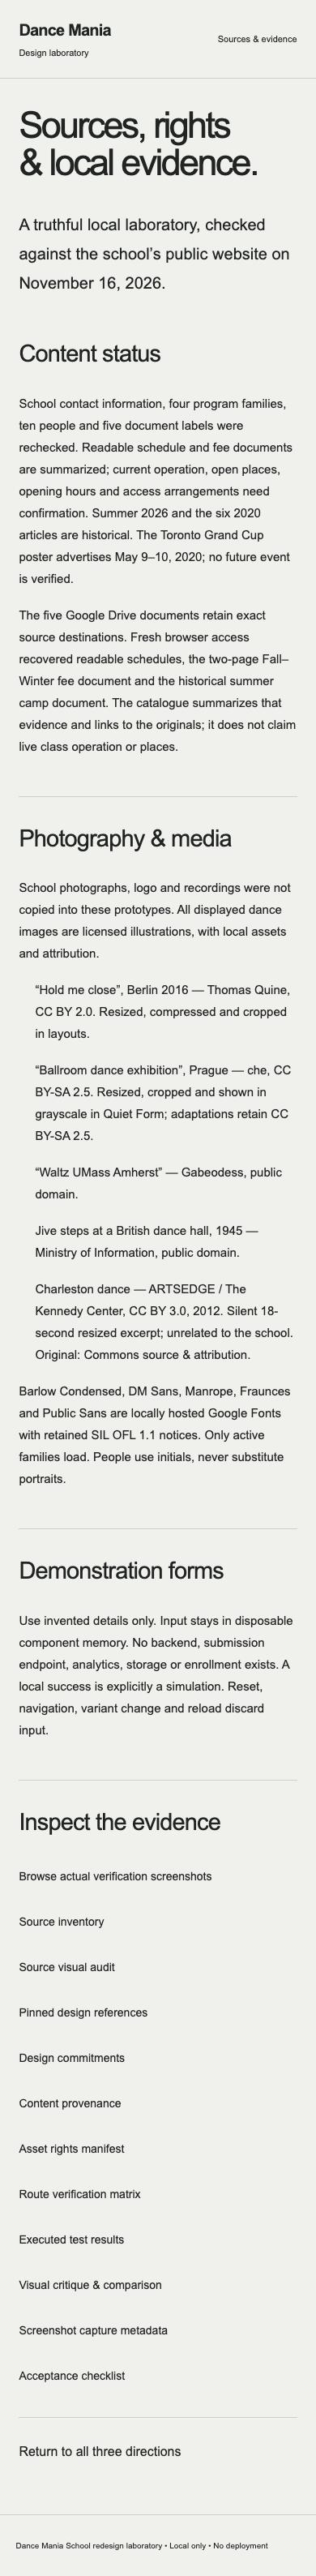 Dance Mania
Design laboratory
Sources & evidence
Sources, rights
& local evidence.
A truthful local laboratory, checked
against the school’s public website on
November 16, 2026.
Content status
School contact information, four program families,
ten people and five document labels were
rechecked. Readable schedule and fee documents
are summarized; current operation, open places,
opening hours and access arrangements need
confirmation. Summer 2026 and the six 2020
articles are historical. The Toronto Grand Cup
poster advertises May 9–10, 2020; no future event
is verified.
The five Google Drive documents retain exact
source destinations. Fresh browser access
recovered readable schedules, the two-page Fall–
Winter fee document and the historical summer
camp document. The catalogue summarizes that
evidence and links to the originals; it does not claim
live class operation or places.
Photography & media
School photographs, logo and recordings were not
copied into these prototypes. All displayed dance
images are licensed illustrations, with local assets
and attribution.
“Hold me close”, Berlin 2016 — Thomas Quine,
CC BY 2.0. Resized, compressed and cropped
in layouts.
“Ballroom dance exhibition”, Prague — che, CC
BY-SA 2.5. Resized, cropped and shown in
grayscale in Quiet Form; adaptations retain CC
BY-SA 2.5.
“Waltz UMass Amherst” — Gabeodess, public
domain.
Jive steps at a British dance hall, 1945 —
Ministry of Information, public domain.
Charleston dance — ARTSEDGE / The
Kennedy Center, CC BY 3.0, 2012. Silent 18-
second resized excerpt; unrelated to the school.
Original: Commons source & attribution.
Barlow Condensed, DM Sans, Manrope, Fraunces
and Public Sans are locally hosted Google Fonts
with retained SIL OFL 1.1 notices. Only active
families load. People use initials, never substitute
portraits.
Demonstration forms
Use invented details only. Input stays in disposable
component memory. No backend, submission
endpoint, analytics, storage or enrollment exists. A
local success is explicitly a simulation. Reset,
navigation, variant change and reload discard
input.
Inspect the evidence
Browse actual verification screenshots
Source inventory
Source visual audit
Pinned design references
Design commitments
Content provenance
Asset rights manifest
Route verification matrix
Executed test results
Visual critique & comparison
Screenshot capture metadata
Acceptance checklist
Return to all three directions
Dance Mania School redesign laboratory • Local only • No deployment